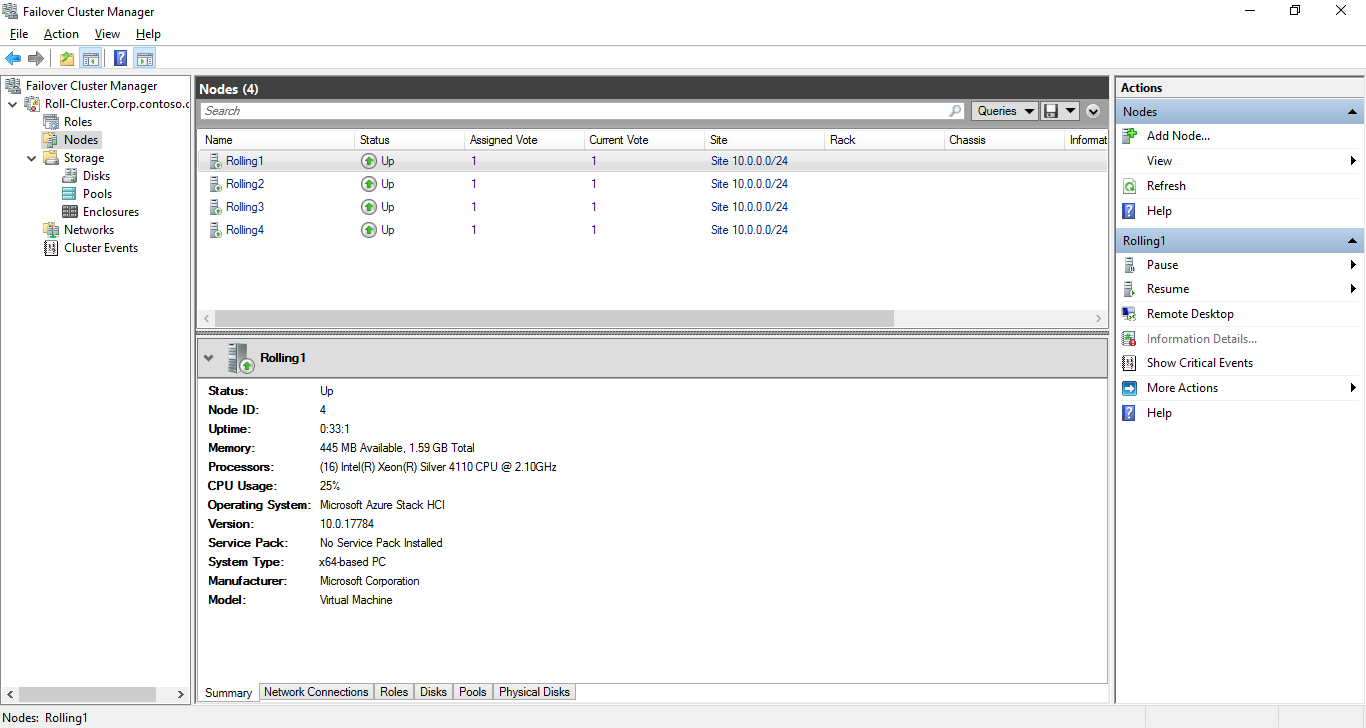 Failover Cluster Manager
File Action View Help
Failover Cluster Manager
Roll-Cluster.Corp.contoso.c
Roles
Nodes
Storage
Disks
Pools
Enclosures
Networks
Cluster Events
Nodes (4)
Search
Queries
Name Status Assigned Vote Current Vote Site Rack Chassis Informat
Rolling1 Up 1 1 Site 10.0.0.0/24
Rolling2 Up 1 1 Site 10.0.0.0/24
Rolling3 Up 1 1 Site 10.0.0.0/24
Rolling4 Up 1 1 Site 10.0.0.0/24
Rolling1
Status: Up
Node ID: 4
Uptime: 0:33:1
Memory: 445 MB Available, 1.59 GB Total
Processors: (16) Intel(R) Xeon(R) Silver 4110 CPU @ 2.10GHz
CPU Usage: 25%
Operating System: Microsoft Azure Stack HCI
Version: 10.0.17784
Service Pack: No Service Pack Installed
System Type: x64-based PC
Manufacturer: Microsoft Corporation
Model: Virtual Machine
Summary Network Connections Roles Disks Pools Physical Disks
Actions
Nodes
Add Node...
View
Refresh
Help
Rolling1
Pause
Resume
Remote Desktop
Information Details...
Show Critical Events
More Actions
Help
Nodes: Rolling1